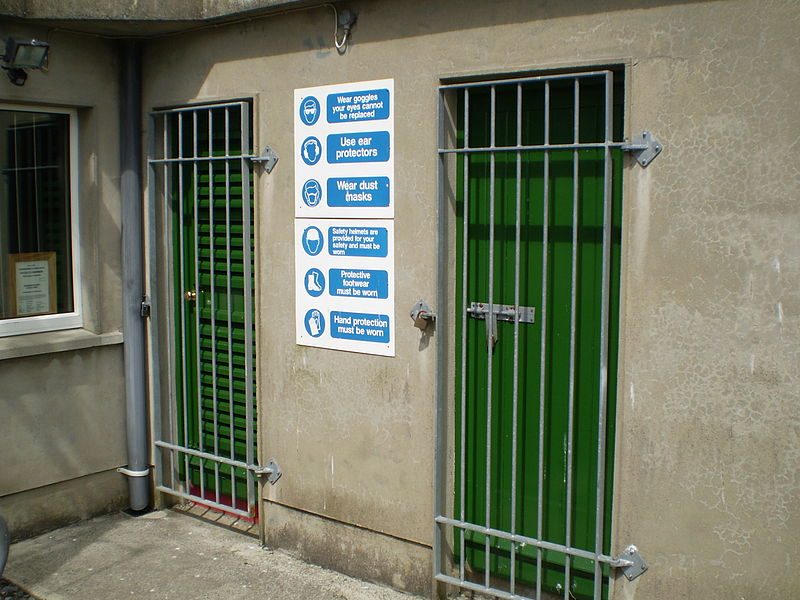 Wear goggles
your eyes cannot
be replaced
Use ear
protectors
Wear dust
masks
Safety helmets are
provided for your
safety and must be
worn
Protective
footwear
must be worn
Hand protection
must be worn